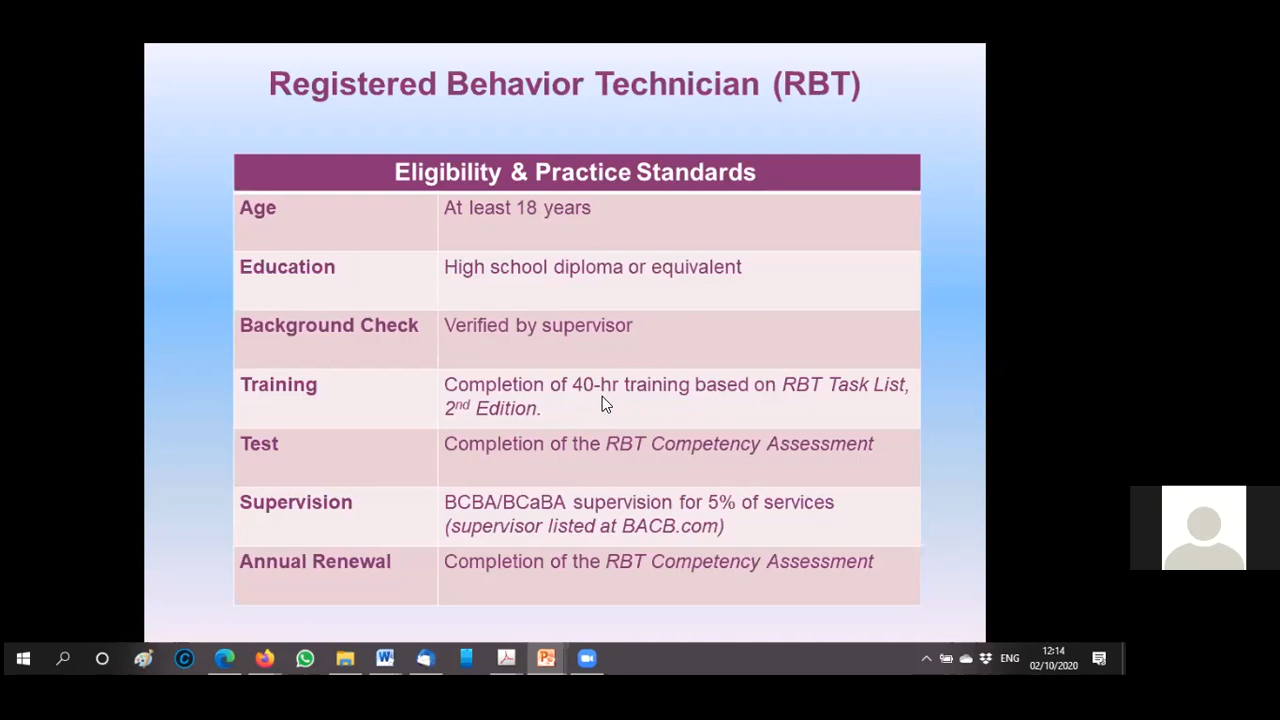 Registered Behavior Technician (RBT)
Eligibility & Practice Standards
Age
At least 18 years
Education
High school diploma or equivalent
Background Check
Verified by supervisor
Training
Completion of 40-hr training based on RBT Task List,
2nd Edition.
Test
Completion of the RBT Competency Assessment
Supervision
BCBA/BCaBA supervision for 5% of services
(supervisor listed at BACB.com)
Annual Renewal
Completion of the RBT Competency Assessment
ENG
12:14
02/10/2020